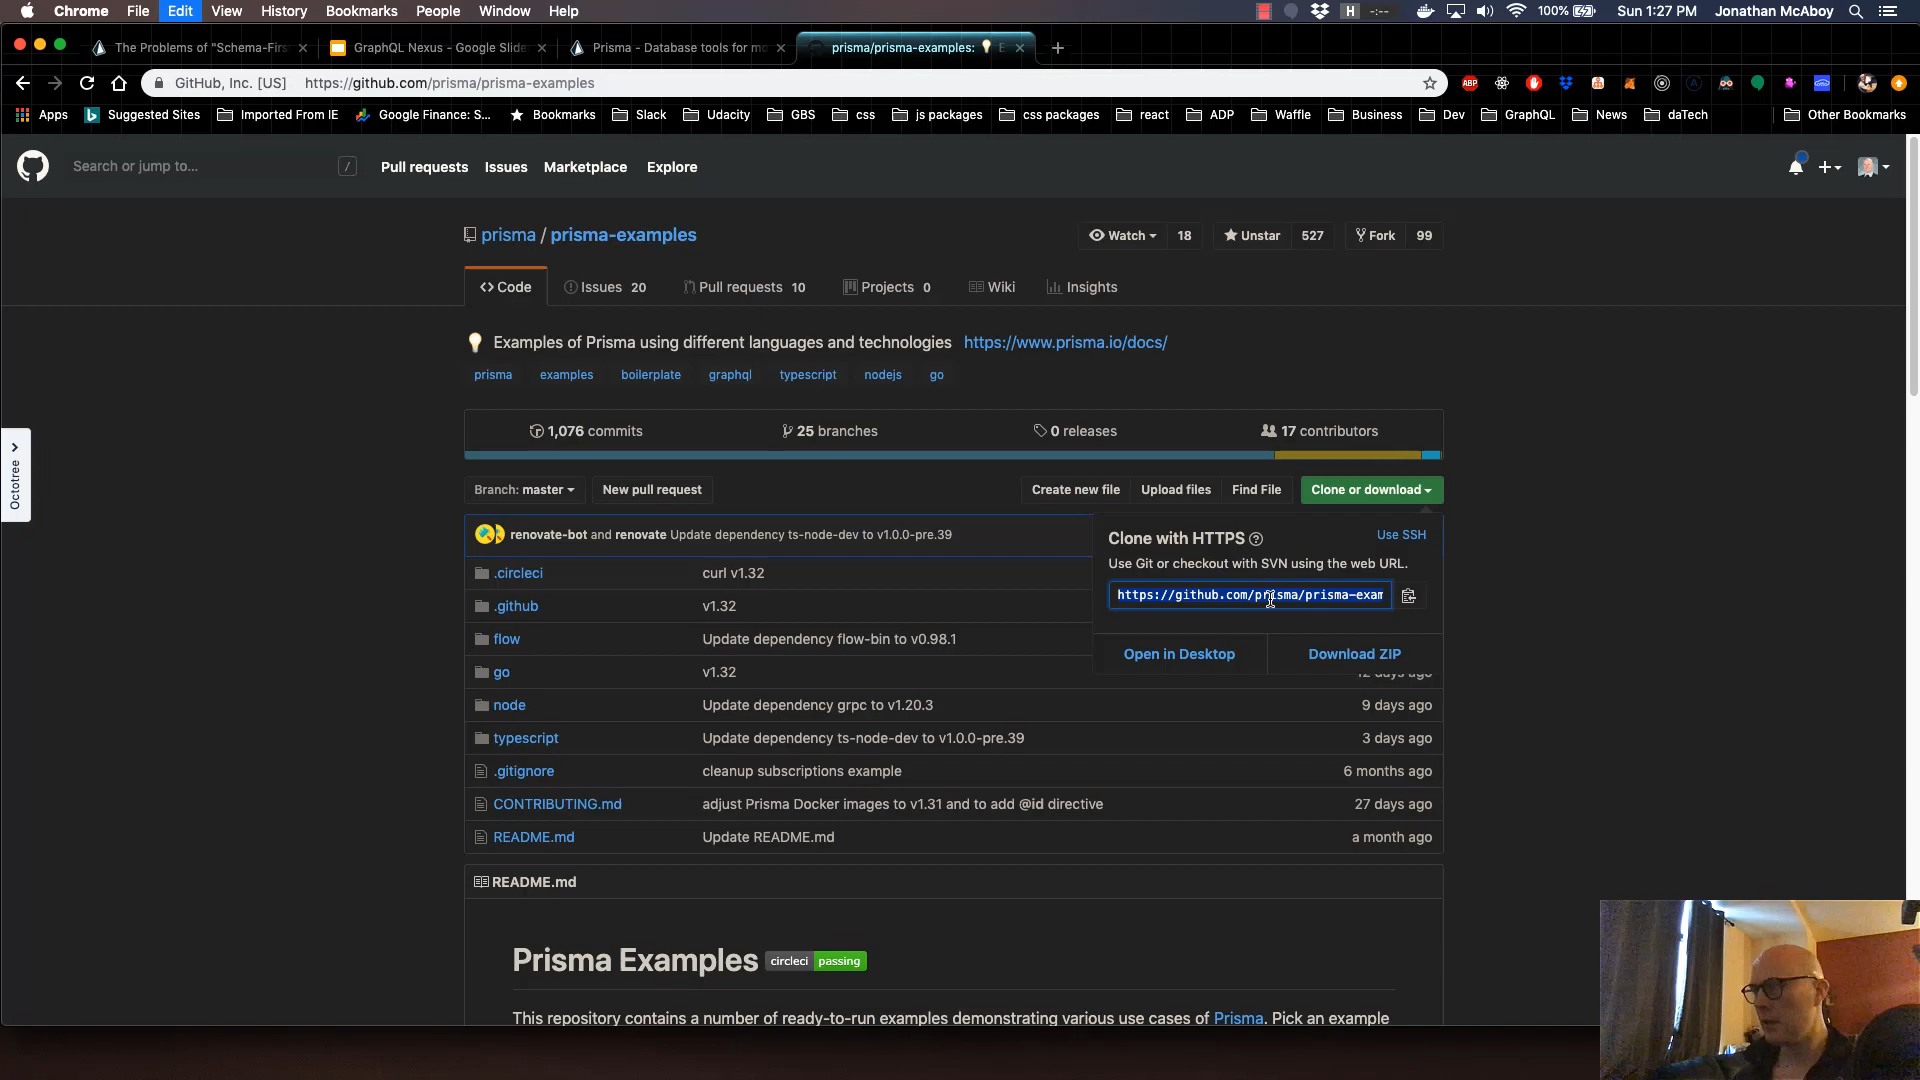 Chrome File Edit View History Bookmarks People Window Help
H -:-- 100% Sun 1:27 PM Jonathan McAboy
The Problems of "Schema-Firs
GraphQL Nexus - Google Slide
Prisma - Database tools for mo
prisma/prisma-examples: 💡 E
GitHub, Inc. [US] https://github.com/prisma/prisma-examples
ABP
Apps Suggested Sites Imported From IE Google Finance: S... Bookmarks Slack Udacity GBS css js packages css packages react ADP Waffle Business Dev GraphQL News daTech Other Bookmarks
Search or jump to... / Pull requests Issues Marketplace Explore
prisma / prisma-examples
Watch 18 Unstar 527 Fork 99
Code Issues 20 Pull requests 10 Projects 0 Wiki Insights
💡 Examples of Prisma using different languages and technologies https://www.prisma.io/docs/
prisma examples boilerplate graphql typescript nodejs go
1,076 commits 25 branches 0 releases 17 contributors
Branch: master New pull request Create new file Upload files Find File Clone or download
renovate-bot and renovate Update dependency ts-node-dev to v1.0.0-pre.39
Clone with HTTPS Use SSH
Use Git or checkout with SVN using the web URL.
https://github.com/prisma/prisma-exam
Open in Desktop Download ZIP
.circleci curl v1.32
.github v1.32
flow Update dependency flow-bin to v0.98.1
go v1.32 12 days ago
node Update dependency grpc to v1.20.3 9 days ago
typescript Update dependency ts-node-dev to v1.0.0-pre.39 3 days ago
.gitignore cleanup subscriptions example 6 months ago
CONTRIBUTING.md adjust Prisma Docker images to v1.31 and to add @id directive 27 days ago
README.md Update README.md a month ago
Octotree
README.md
Prisma Examples circleci passing
This repository contains a number of ready-to-run examples demonstrating various use cases of Prisma. Pick an example